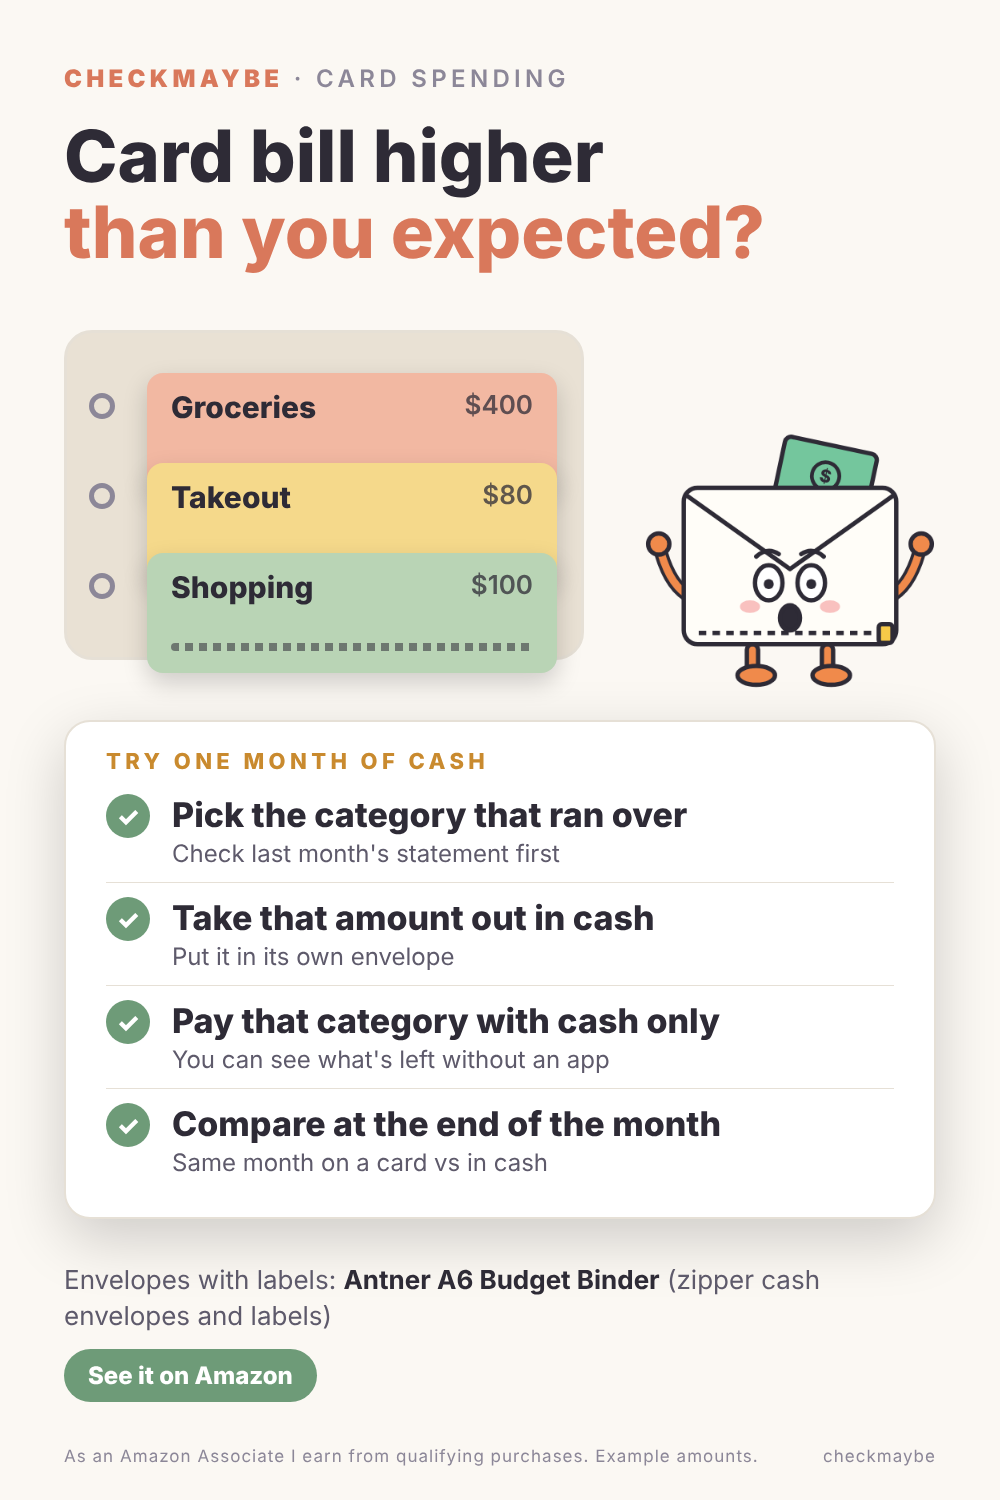 CHECKMAYBE · CARD SPENDING
Card bill higher
than you expected?
Groceries $400
Takeout $80
Shopping $100
$
TRY ONE MONTH OF CASH
Pick the category that ran over
Check last month's statement first
Take that amount out in cash
Put it in its own envelope
Pay that category with cash only
You can see what's left without an app
Compare at the end of the month
Same month on a card vs in cash
Envelopes with labels: Antner A6 Budget Binder (zipper cash
envelopes and labels)
See it on Amazon
As an Amazon Associate I earn from qualifying purchases. Example amounts. checkmaybe